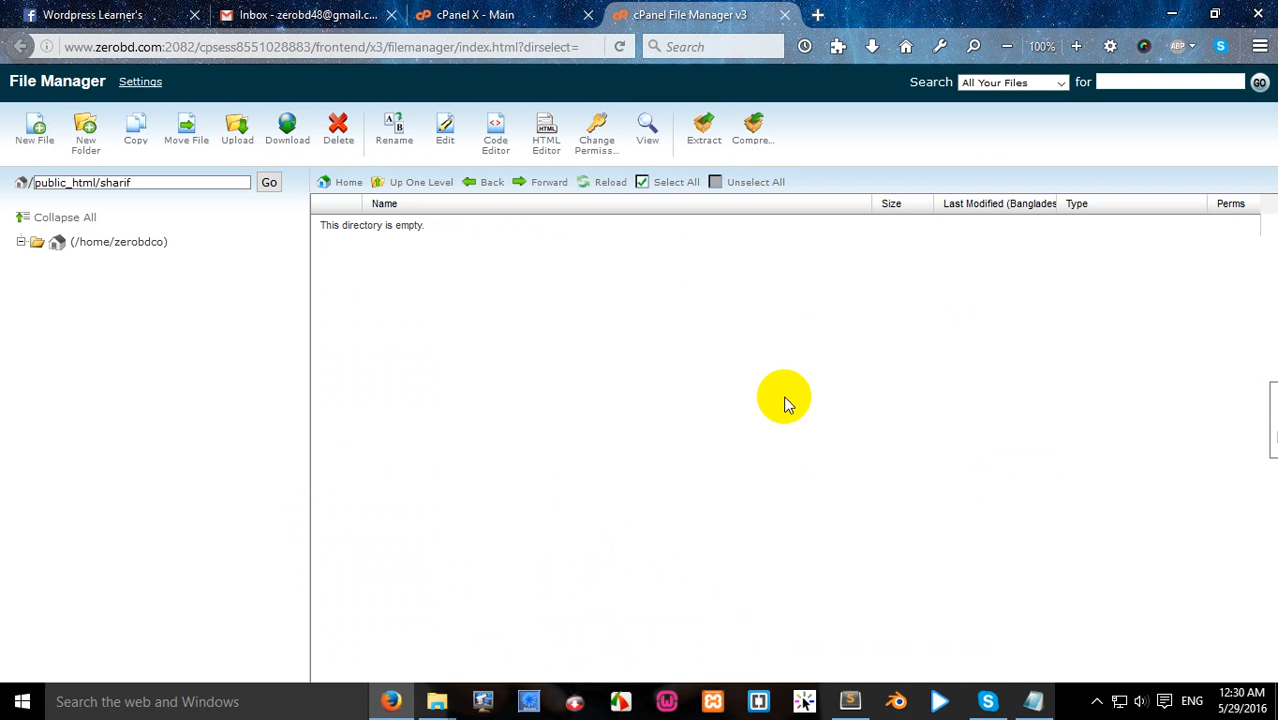 Wordpress Learner's
Inbox - zerobd48@gmail.c...
cPanel X - Main
cPanel File Manager v3
www.zerobd.com:2082/cpsess8551028883/frontend/x3/filemanager/index.html?dirselect=
Search
ABP
100%
File Manager
Settings
Search
All Your Files
for
GO
New File
New Folder
Copy
Move File
Upload
Download
Delete
Rename
Edit
Code Editor
HTML Editor
Change Permiss...
View
Extract
Compre...
/public_html/sharif
Go
Home
Up One Level
Back
Forward
Reload
Select All
Unselect All
Collapse All
(/home/zerobdco)
Name
Size
Last Modified (Banglades
Type
Perms
This directory is empty.
Search the web and Windows
ENG
12:30 AM
5/29/2016